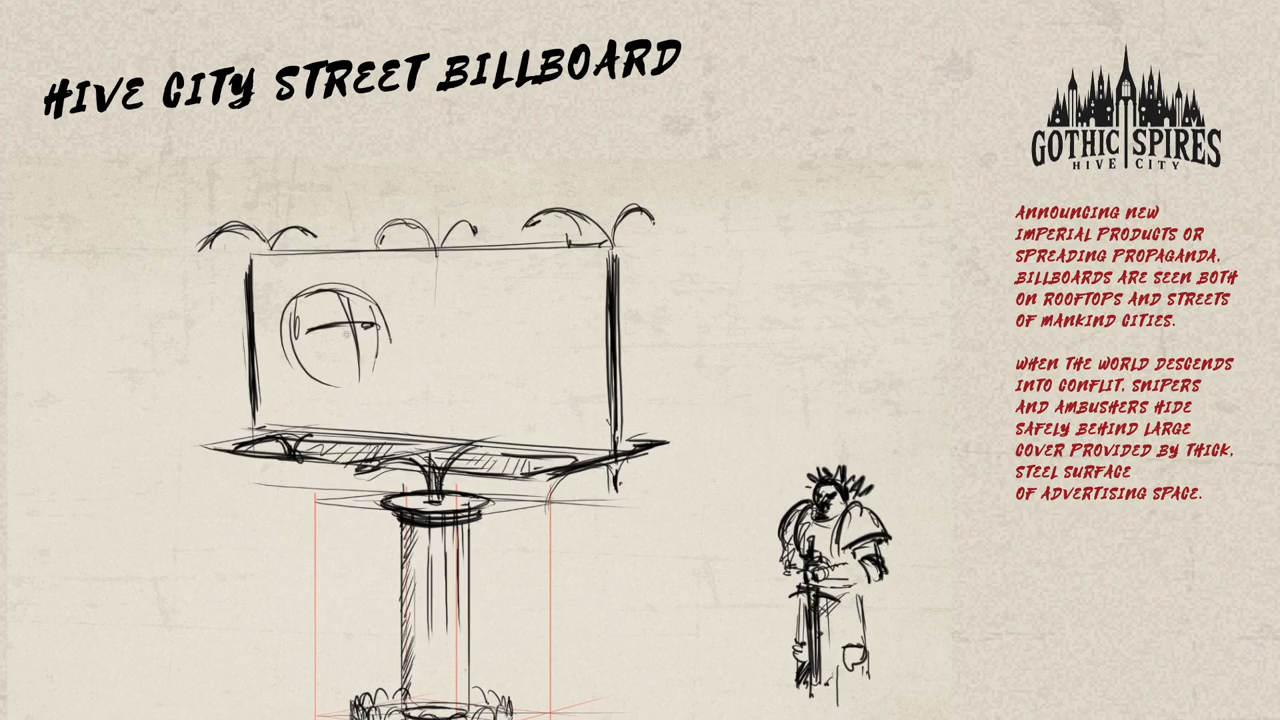 HIVE CITY STREET BILLBOARD
GOTHIC SPIRES
HIVE CITY
ANNOUNCING NEW
IMPERIAL PRODUCTS OR
SPREADING PROPAGANDA,
BILLBOARDS ARE SEEN BOTH
ON ROOFTOPS AND STREETS
OF MANKIND CITIES.
WHEN THE WORLD DESCENDS
INTO CONFLIT, SNIPERS
AND AMBUSHERS HIDE
SAFELY BEHIND LARGE
COVER PROVIDED BY THICK,
STEEL SURFACE
OF ADVERTISING SPACE.